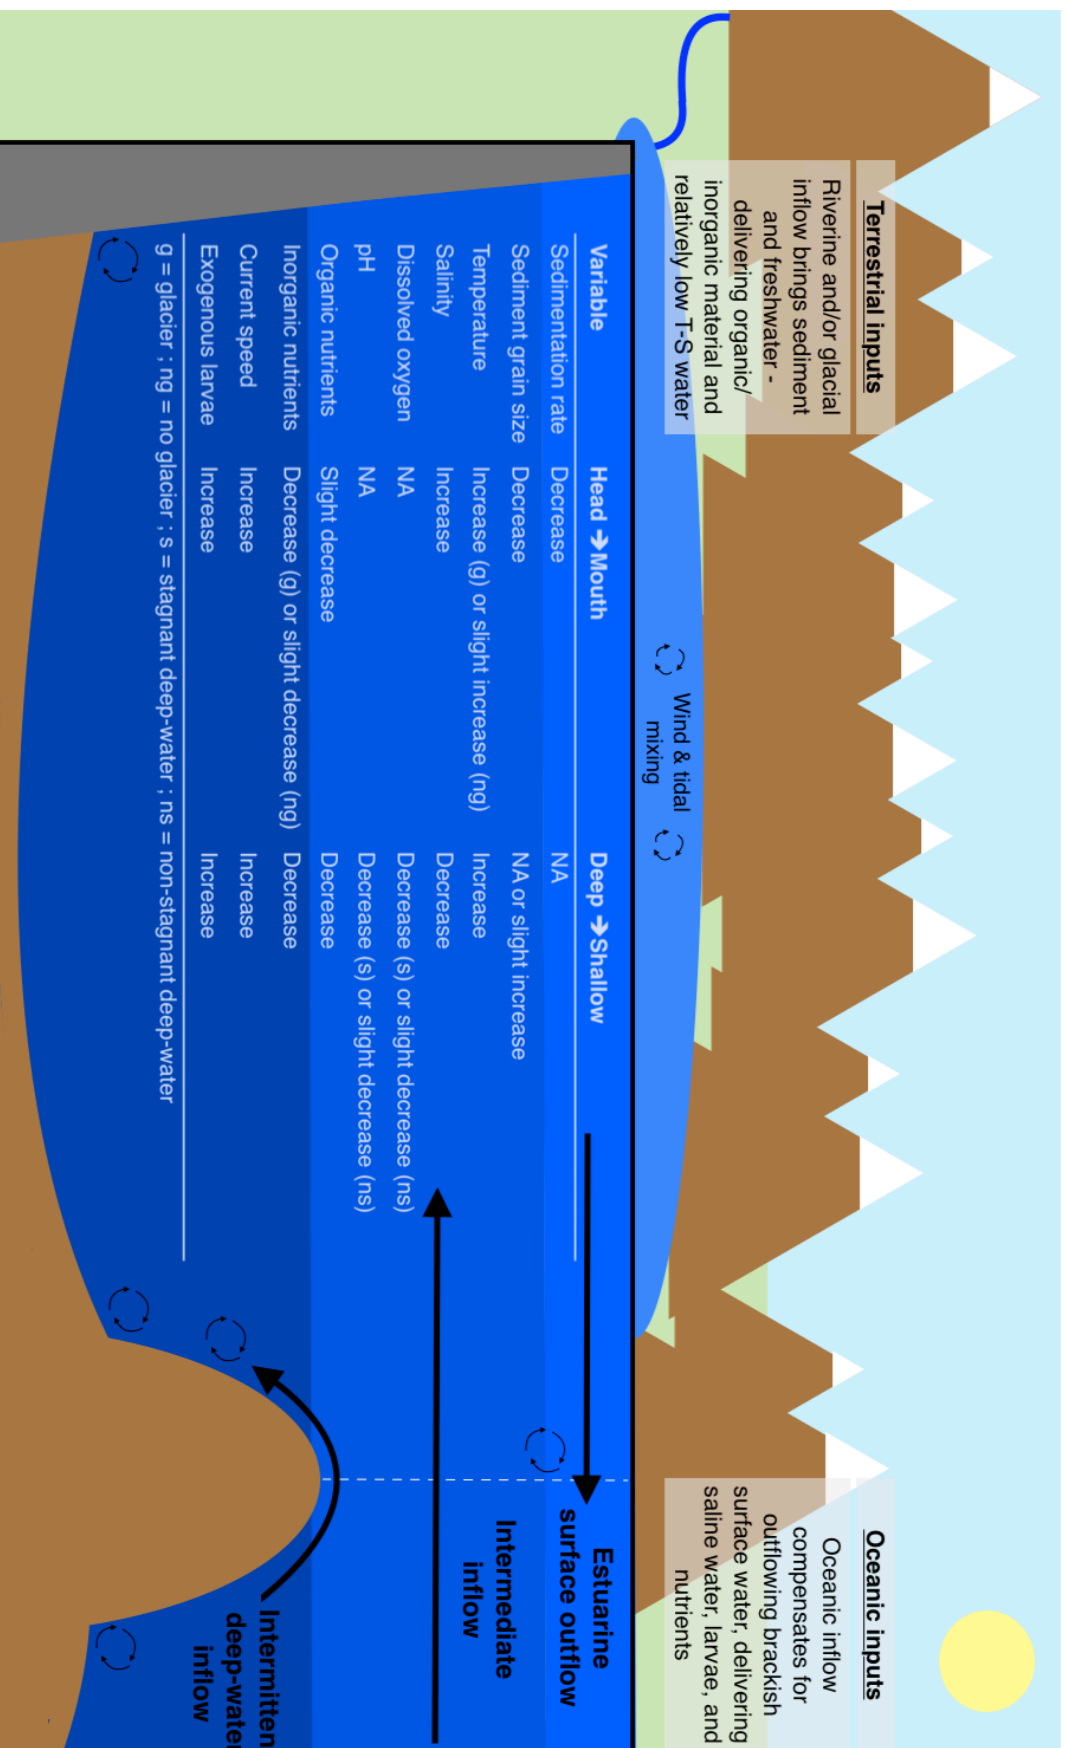 Terrestrial inputs
Riverine and/or glacial
inflow brings sediment
and freshwater -
delivering organic/
inorganic material and
relatively low T-S water
Oceanic inputs
Oceanic inflow
compensates for
outflowing brackish
surface water, delivering
saline water, larvae, and
nutrients
Wind & tidal
mixing
Variable Head ➔Mouth Deep ➔Shallow
Sedimentation rate Decrease NA
Sediment grain size Decrease NA or slight increase
Temperature Increase (g) or slight increase (ng) Increase
Salinity Increase Decrease
Dissolved oxygen NA Decrease (s) or slight decrease (ns)
pH NA Decrease (s) or slight decrease (ns)
Organic nutrients Slight decrease Decrease
Inorganic nutrients Decrease (g) or slight decrease (ng) Decrease
Current speed Increase Increase
Exogenous larvae Increase Increase
g = glacier ; ng = no glacier ; s = stagnant deep-water ; ns = non-stagnant deep-water
Estuarine
surface outflow
Intermediate
inflow
Intermitten
deep-water
inflow